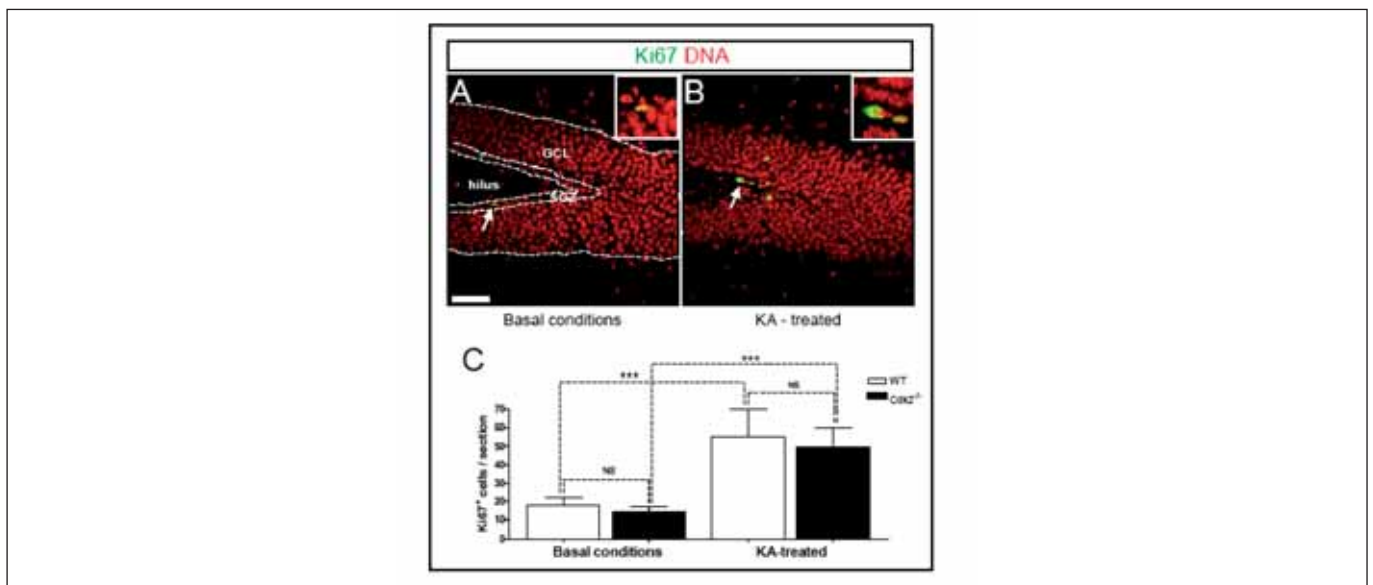 Ki67 DNA
A
B
GCL
hilus
SGZ
Basal conditions
KA - treated
C
***
***
NS
WT
Cdk2-/-
NS
Ki67+ cells / section
70
60
50
40
30
20
10
0
Basal conditions
KA-treated